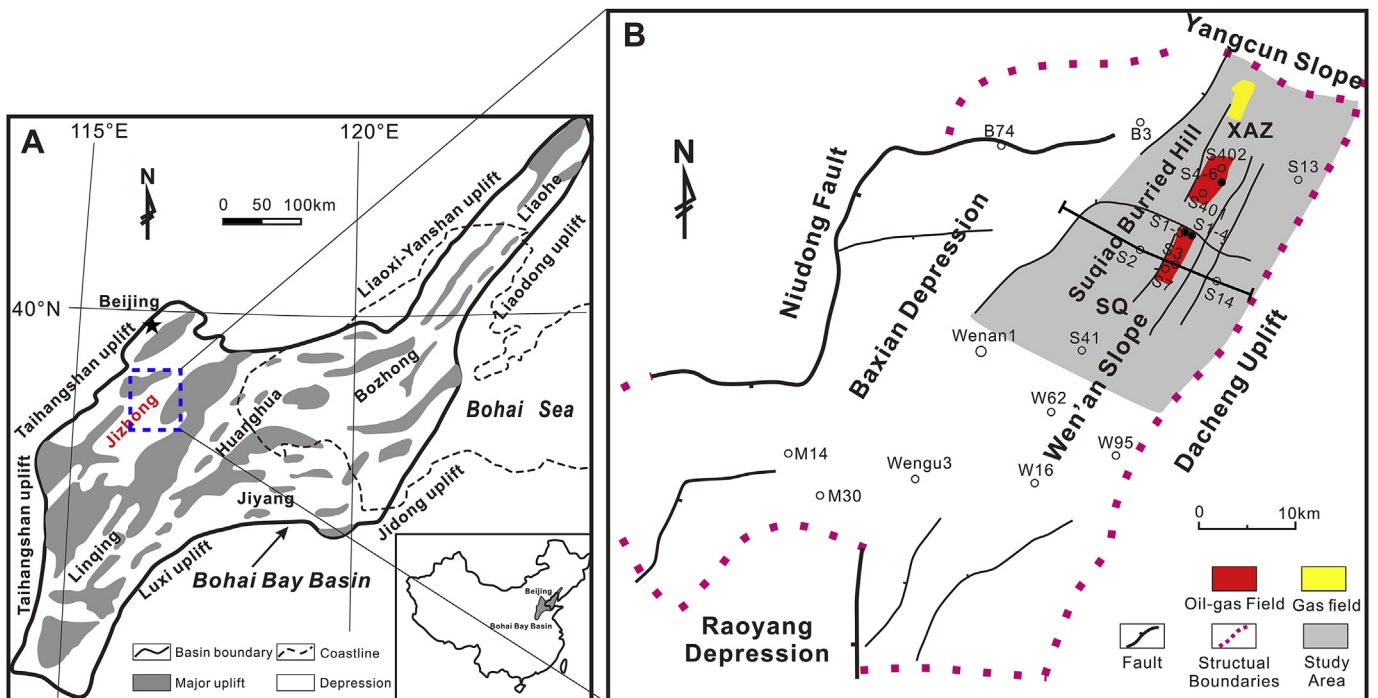 A
115°E
120°E
N
0 50 100km
40°N
Beijing
Liaohe
Liaoxi-Yanshan uplift
Liaodong uplift
Taihangshan uplift
Jizhong
Huanghua
Bozhong
Bohai Sea
Taihangshan uplift
Linqing
Jiyang
Jidong uplift
Luxi uplift
Bohai Bay Basin
Beijing
Bohai Bay Basin
Basin boundary
Coastline
Major uplift
Depression
B
Yangcun Slope
N
B74
B3
XAZ
S402
S4-6
S401
S13
Niudong Fault
Baxian Depression
Suqiao Burried Hill
S1-4
S2
S14
SQ
Wenan1
S41
Wen'an Slope
Dacheng Uplift
W62
W95
M14
Wengu3
W16
M30
Raoyang
Depression
0 10km
Oil-gas Field
Gas field
Fault
Structual
Boundaries
Study
Area